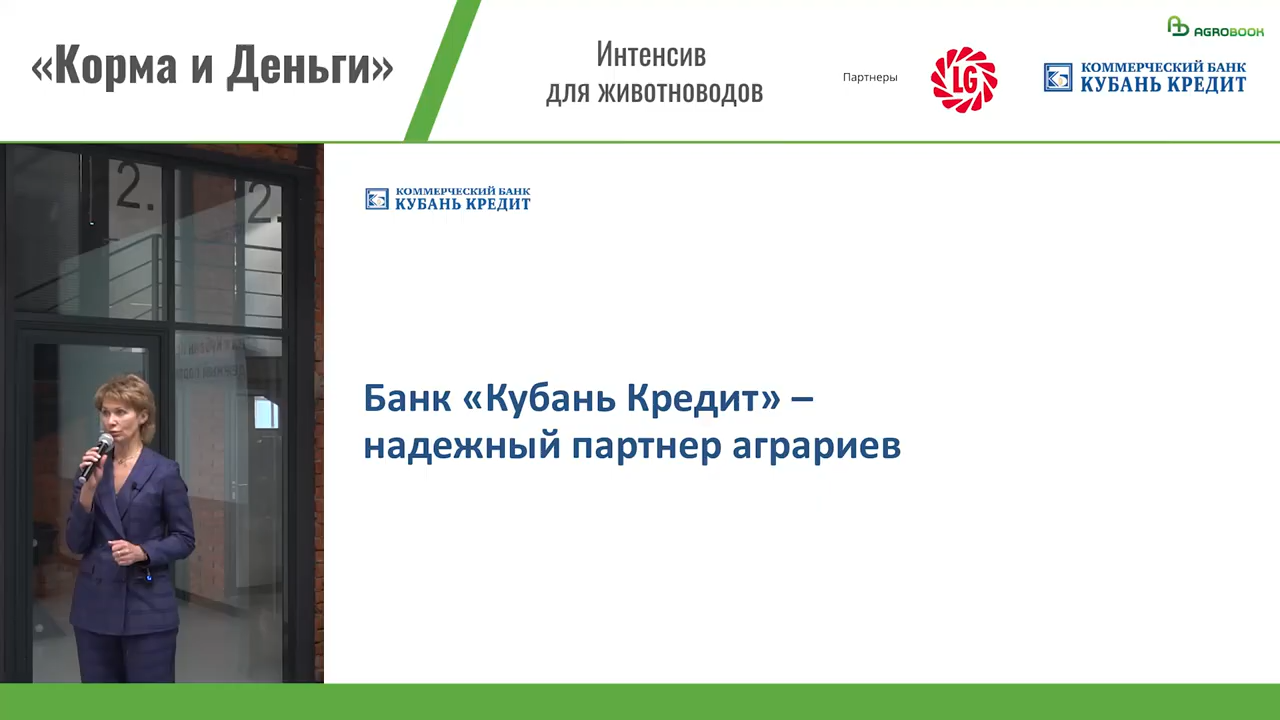 «Корма и Деньги»
Интенсив
для животноводов
Партнеры
LG
КОММЕРЧЕСКИЙ БАНК
КУБАНЬ КРЕДИТ
AGROBOOK
2.
2.
КОММЕРЧЕСКИЙ БАНК
КУБАНЬ КРЕДИТ
Банк «Кубань Кредит» –
надежный партнер аграриев